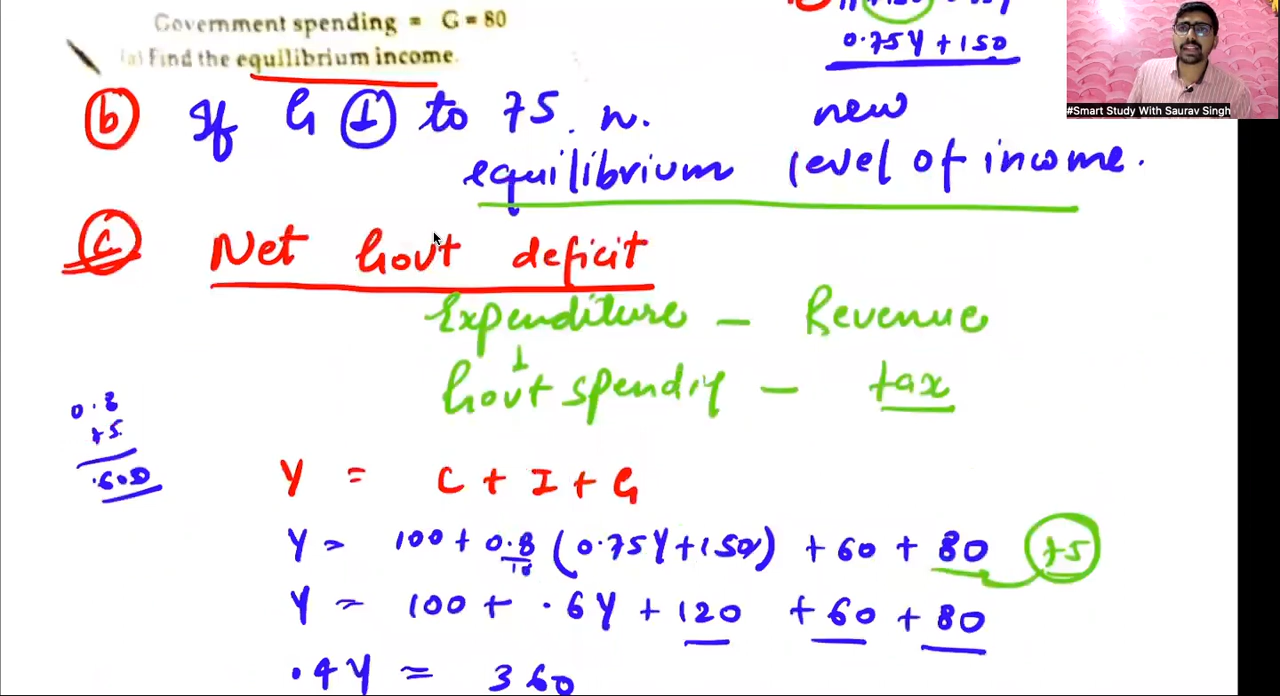 Government spending = G = 80
(a) Find the equilibrium income.
0.75Y + 150
#Smart Study With Saurav Singh
(b) If G ↓ to 75. n. new
equilibrium level of income.
(c) Net Govt deficit
Expenditure — Revenue
↓
Govt spending — tax
0.8
75
.600
Y = C + I + G
Y = 100 + 0.8 (0.75Y + 150) + 60 + 80 75
10
Y = 100 + .6Y + 120 + 60 + 80
.4Y = 360